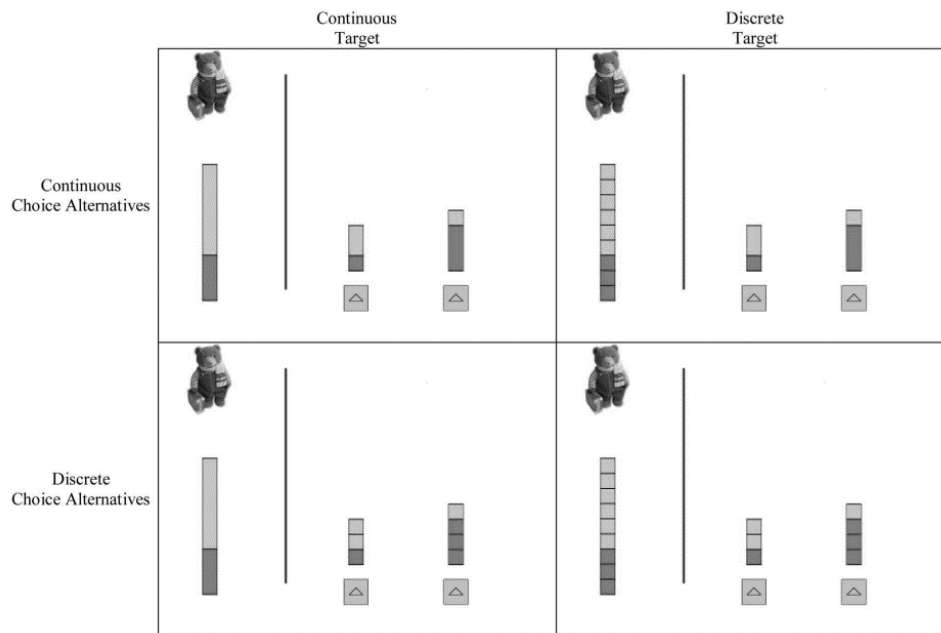 Continuous
Target
Discrete
Target
Continuous
Choice Alternatives
Discrete
Choice Alternatives